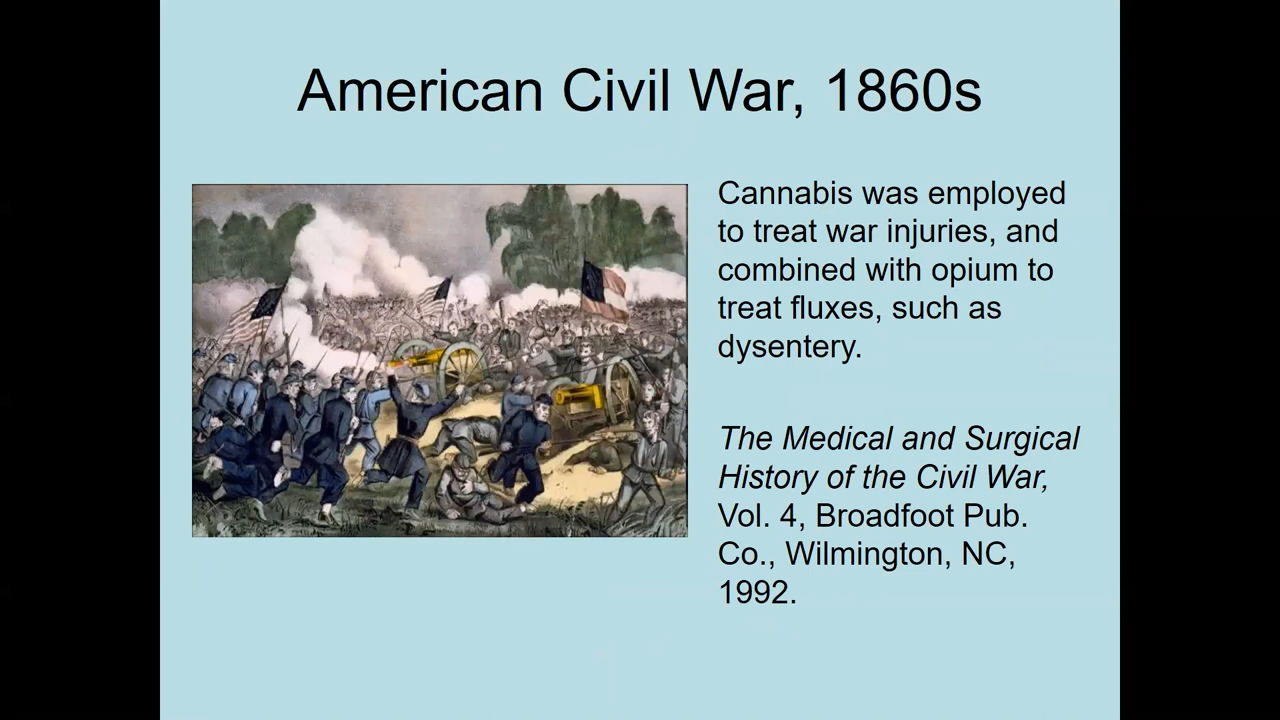 American Civil War, 1860s
Cannabis was employed
to treat war injuries, and
combined with opium to
treat fluxes, such as
dysentery.
The Medical and Surgical
History of the Civil War,
Vol. 4, Broadfoot Pub.
Co., Wilmington, NC,
1992.